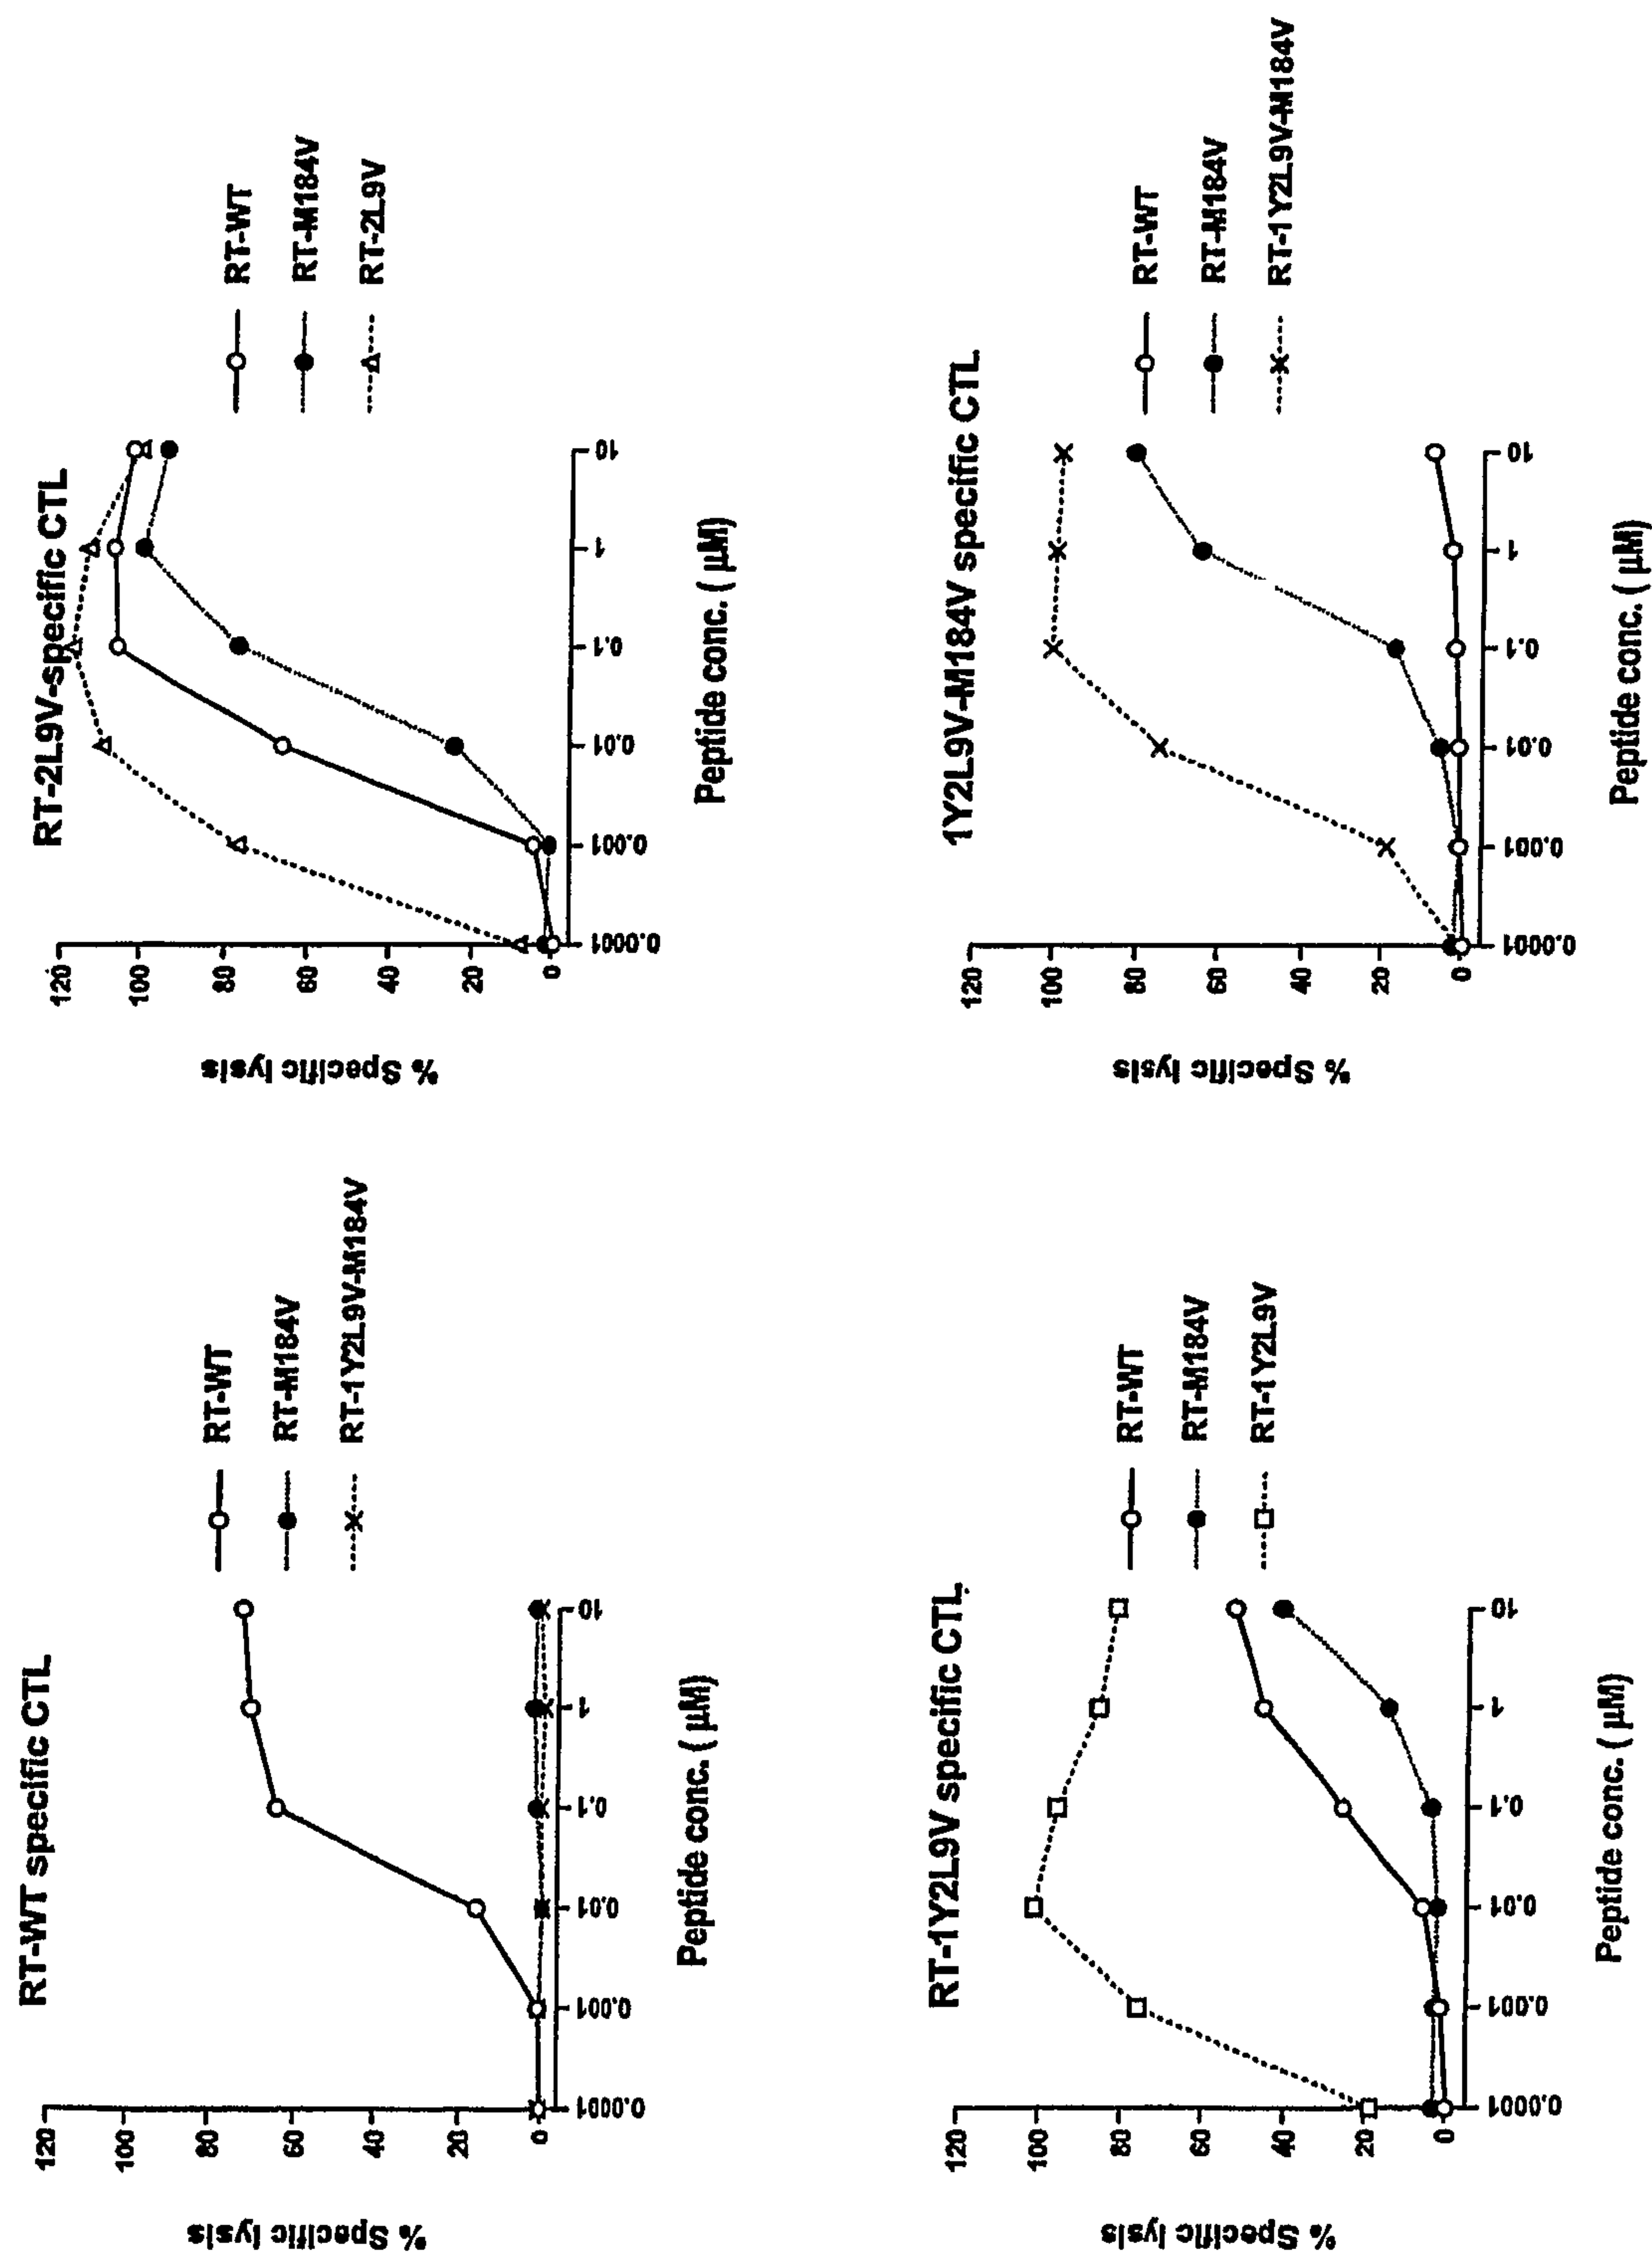 RT-WT specific CTL
% Specific lysis
120
100
80
60
40
20
0
0.0001
0.001
0.01
0.1
1
10
Peptide conc. ( µM)
RT-WT
RT-M184V
RT-1Y2L9V-M184V
RT-2L9V-specific CTL
% Specific lysis
120
100
80
60
40
20
0
0.0001
0.001
0.01
0.1
1
10
Peptide conc. ( µM)
RT-WT
RT-M184V
RT-2L9V
RT-1Y2L9V specific CTL
% Specific lysis
120
100
80
60
40
20
0
0.0001
0.001
0.01
0.1
1
10
Peptide conc. ( µM)
RT-WT
RT-M184V
RT-1Y2L9V
1Y2L9V-M184V specific CTL
% Specific lysis
120
100
80
60
40
20
0
0.0001
0.001
0.01
0.1
1
10
Peptide conc. ( µM)
RT-WT
RT-M184V
RT-1Y2L9V-M184V